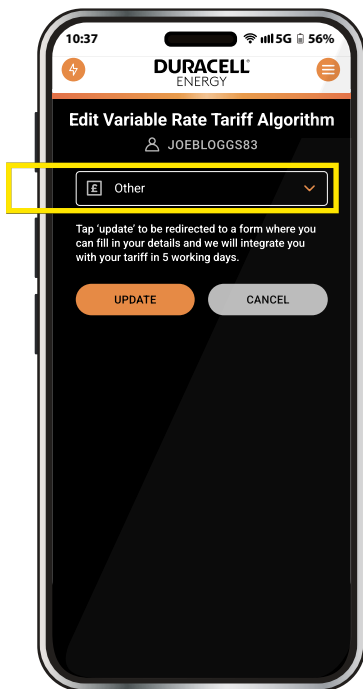 10:37 5G 56%
DURACELL
ENERGY
Edit Variable Rate Tariff Algorithm
JOEBLOGGS83
£ Other
Tap ‘update’ to be redirected to a form where you
can fill in your details and we will integrate you
with your tariff in 5 working days.
UPDATE CANCEL